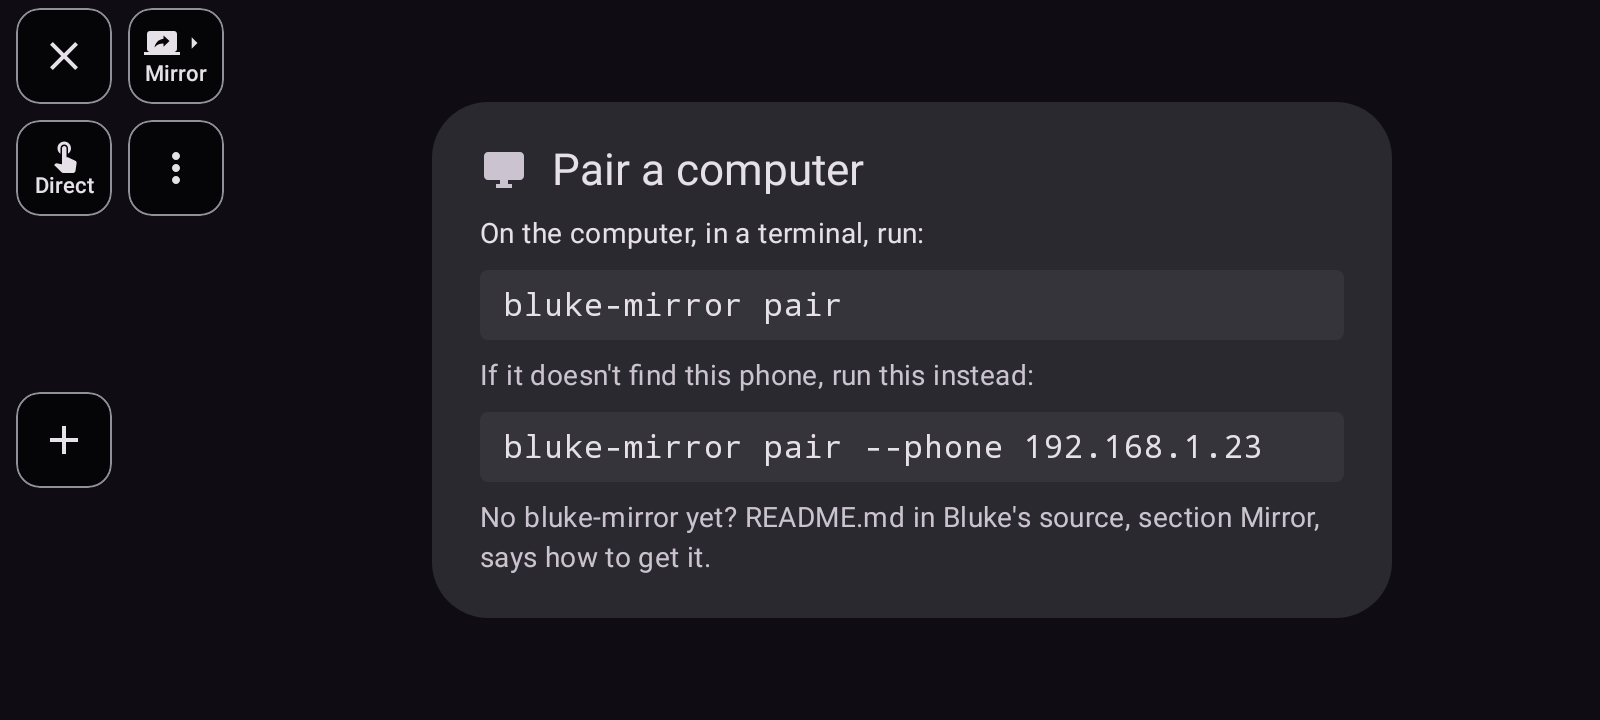 Mirror
Direct
Pair a computer
On the computer, in a terminal, run:
bluke-mirror pair
If it doesn't find this phone, run this instead:
bluke-mirror pair --phone 192.168.1.23
No bluke-mirror yet? README.md in Bluke's source, section Mirror,
says how to get it.